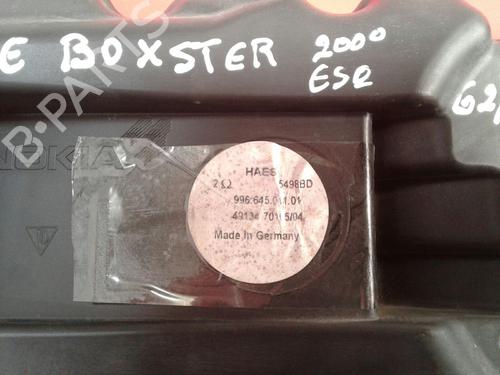 E BOXSTER 2000
ESQ
B-PARTS
NOKIA
HAES
2 Ω 5498BD
996.645.011.01
Made In Germany